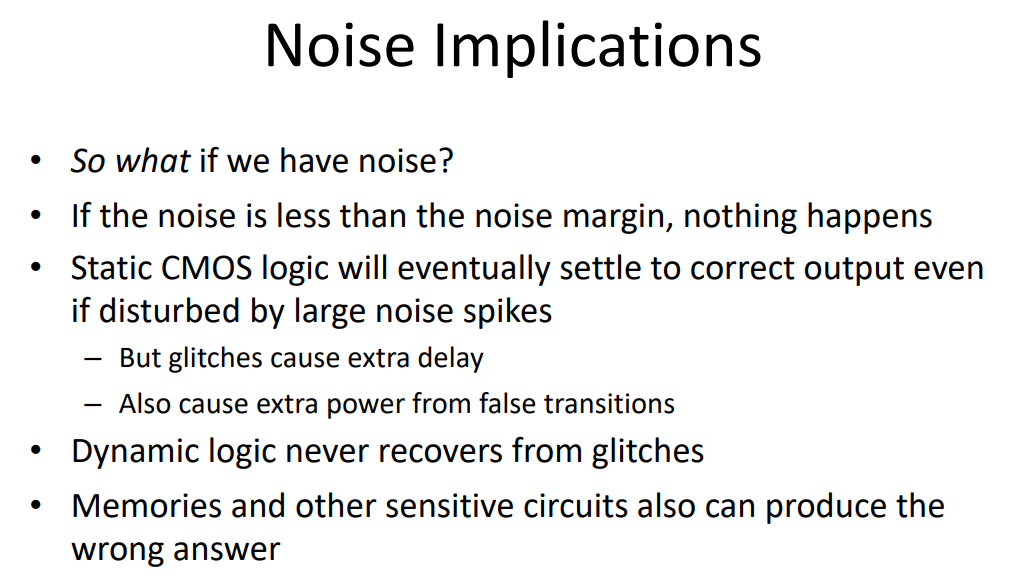 Noise Implications
• So what if we have noise?
• If the noise is less than the noise margin, nothing happens
• Static CMOS logic will eventually settle to correct output even
if disturbed by large noise spikes
– But glitches cause extra delay
– Also cause extra power from false transitions
• Dynamic logic never recovers from glitches
• Memories and other sensitive circuits also can produce the
wrong answer